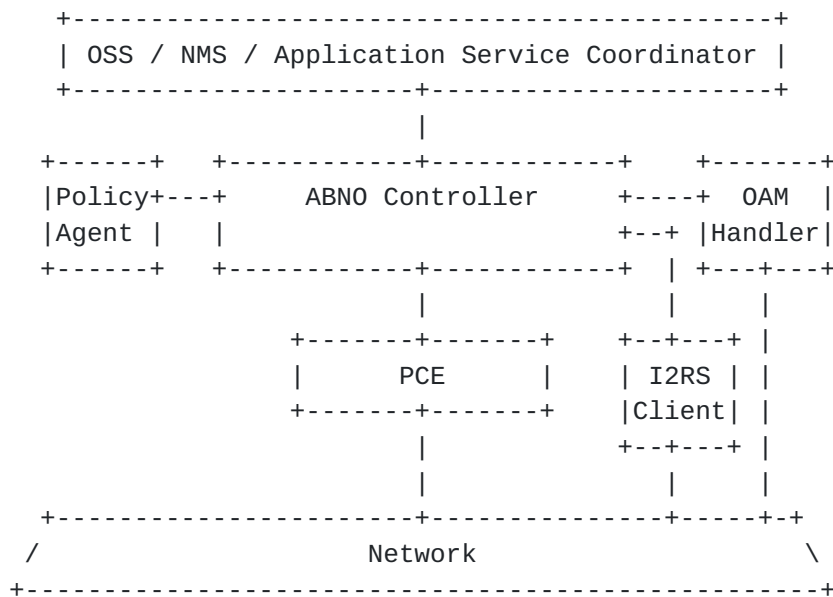 OSS / NMS / Application Service Coordinator
Policy ABNO Controller OAM
Agent Handler
PCE I2RS
Client
Network